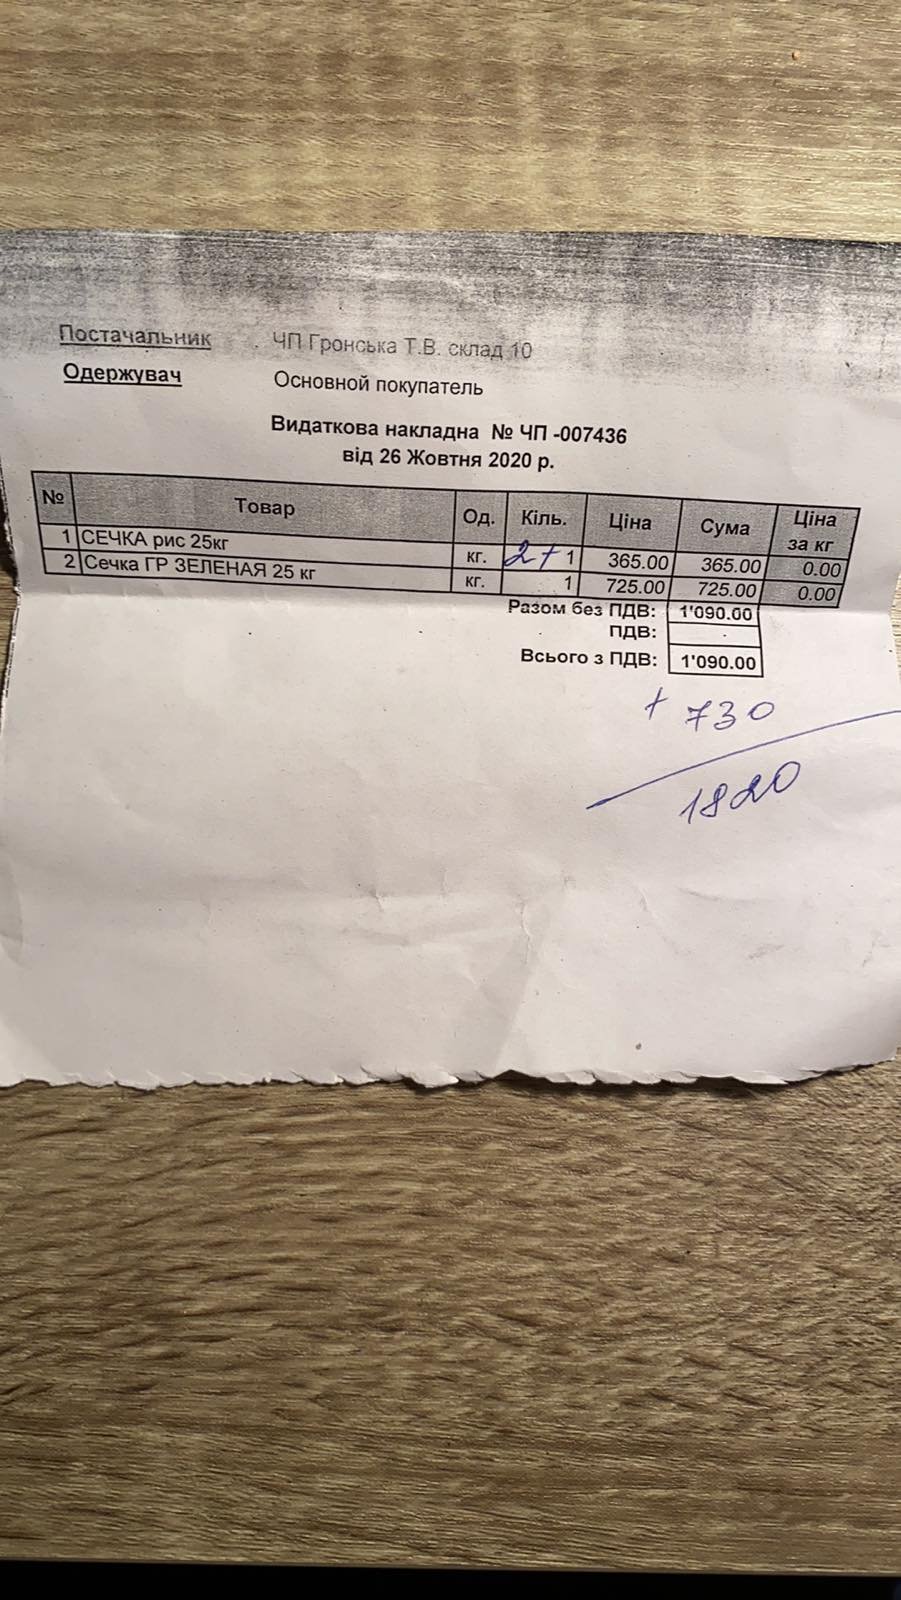 Постачальник ЧП Гронська Т.В. склад 10
Одержувач Основной покупатель
Видаткова накладна № ЧП -007436
від 26 Жовтня 2020 р.
№ Товар Од. Кіль. Ціна Сума Ціна за кг
1 СЕЧКА рис 25кг кг. 2+ 1 365.00 365.00 0.00
2 Сечка ГР ЗЕЛЕНАЯ 25 кг кг. 1 725.00 725.00 0.00
Разом без ПДВ: 1'090.00
ПДВ: .
Всього з ПДВ: 1'090.00
+ 730
1820